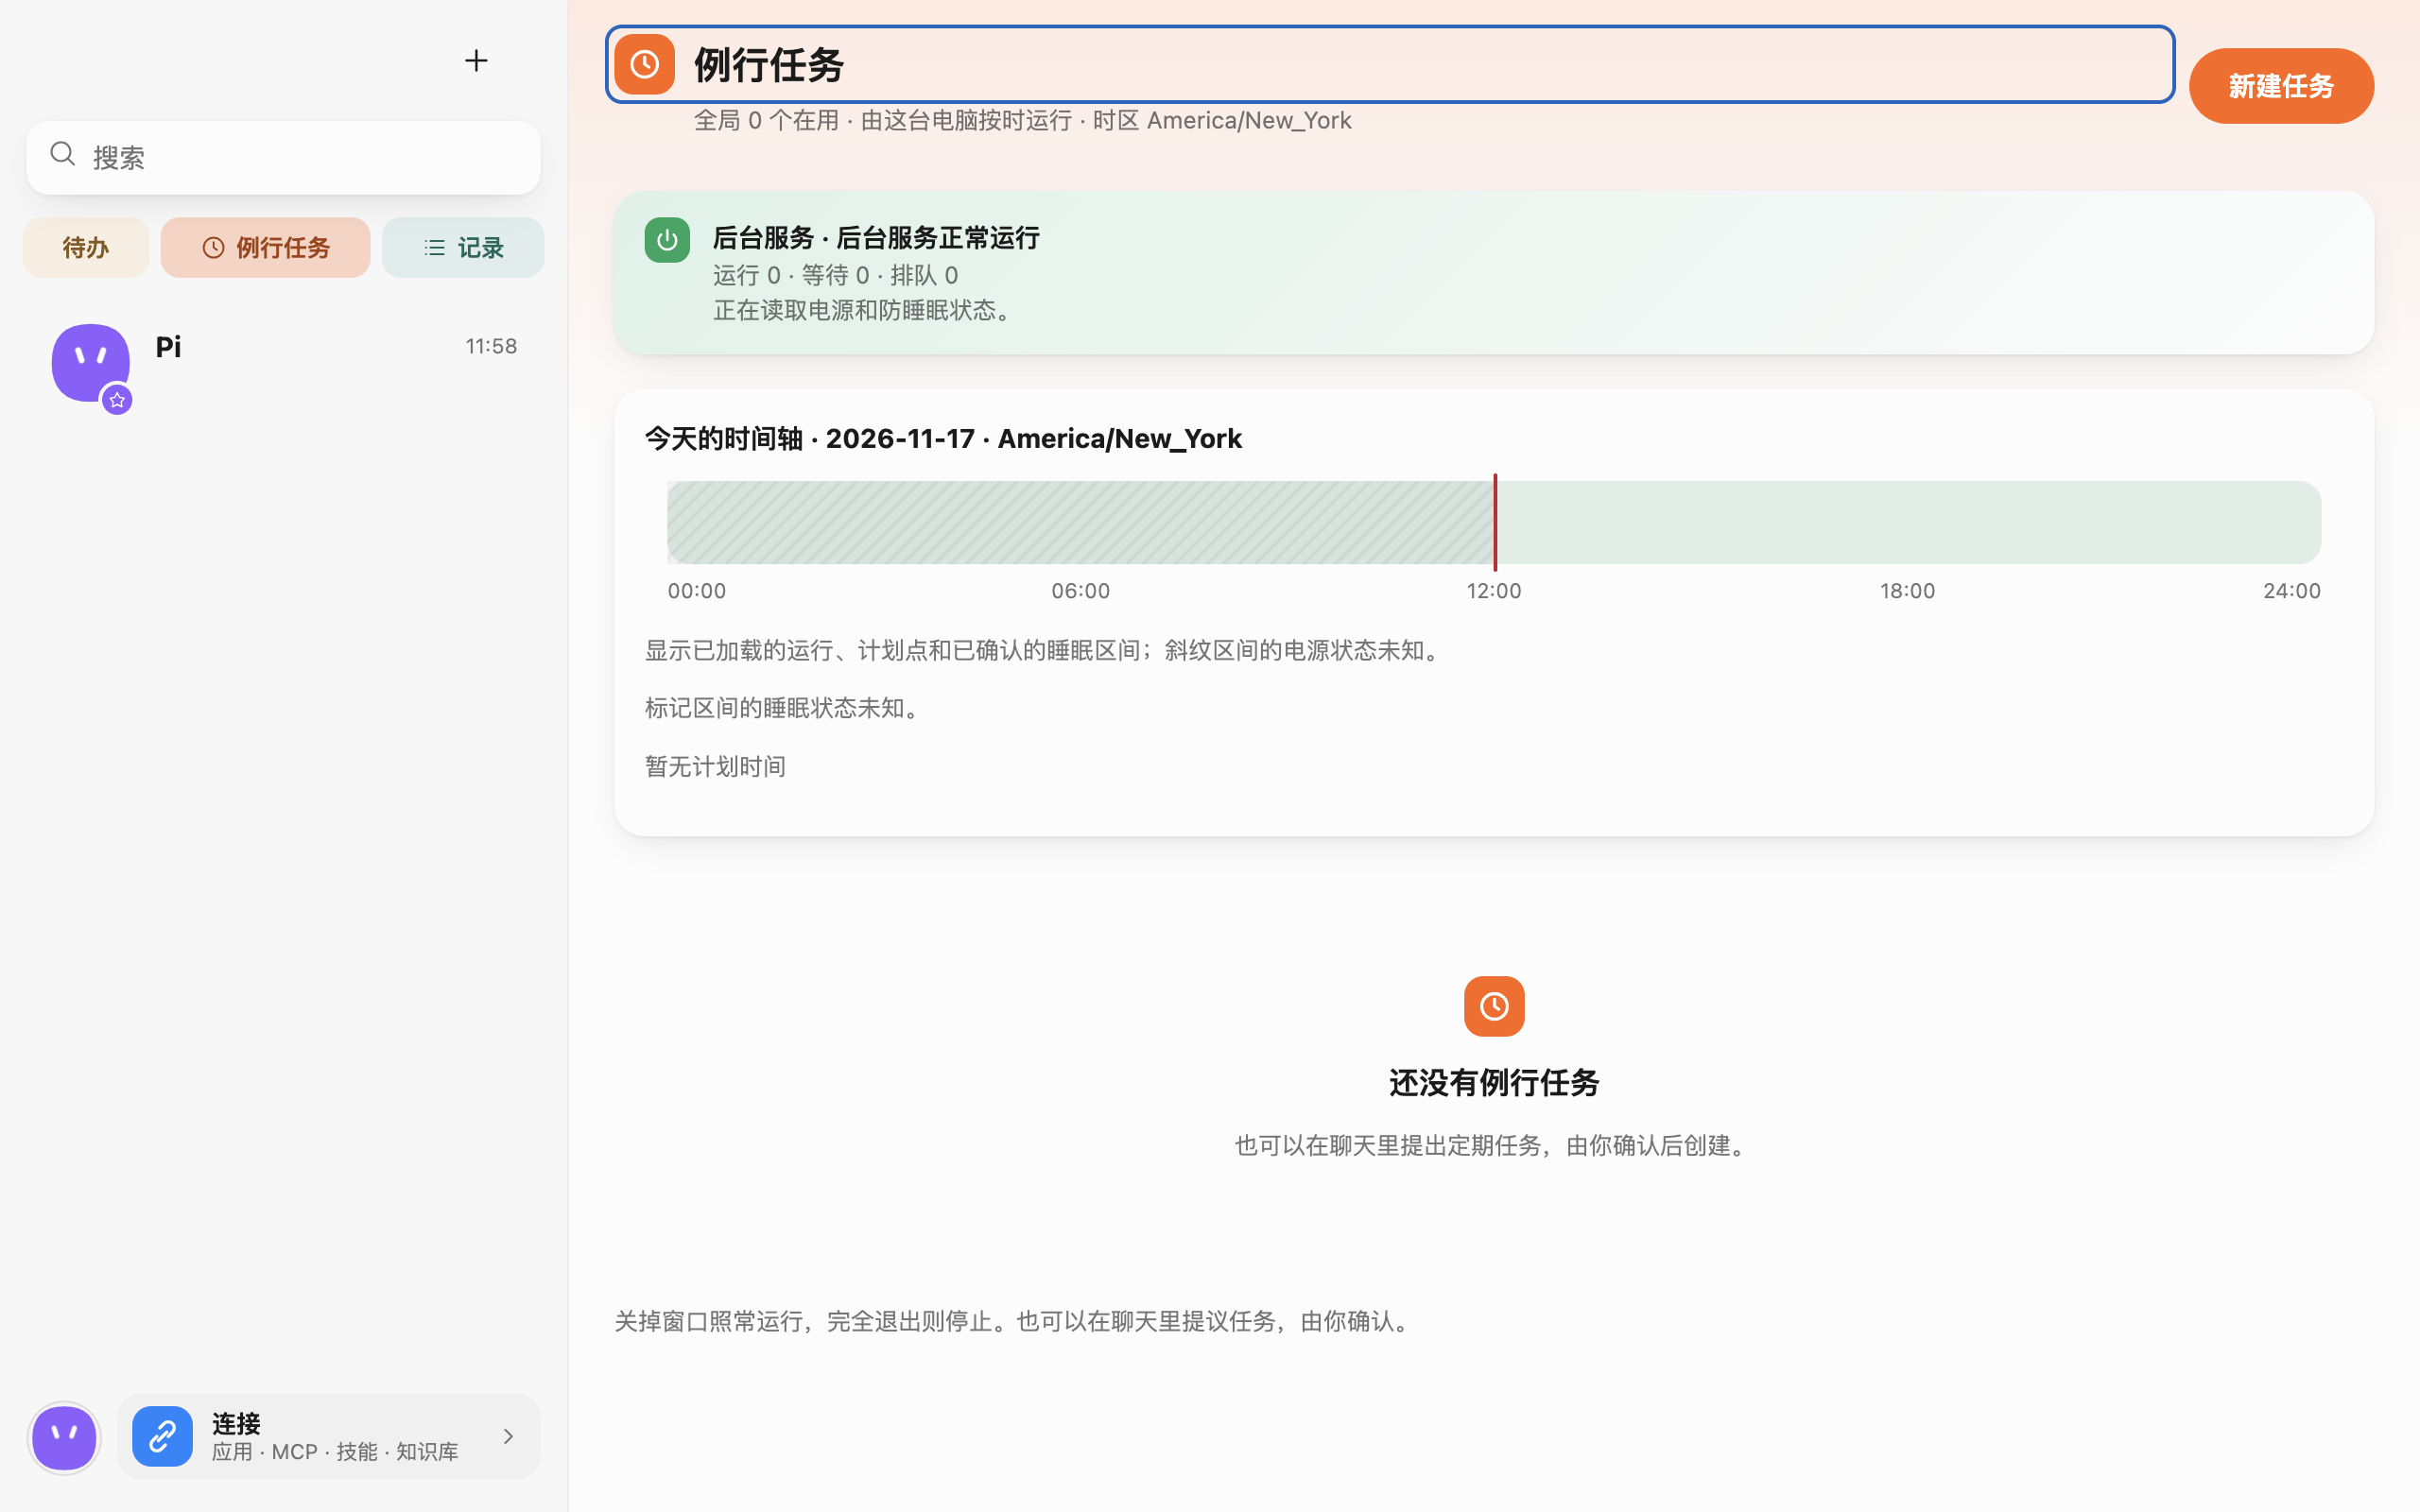 搜索
待办
例行任务
记录
Pi
11:58
连接
应用 · MCP · 技能 · 知识库
例行任务
全局 0 个在用 · 由这台电脑按时运行 · 时区 America/New_York
新建任务
后台服务 · 后台服务正常运行
运行 0 · 等待 0 · 排队 0
正在读取电源和防睡眠状态。
今天的时间轴 · 2026-11-17 · America/New_York
00:00 06:00 12:00 18:00 24:00
显示已加载的运行、计划点和已确认的睡眠区间；斜纹区间的电源状态未知。
标记区间的睡眠状态未知。
暂无计划时间
还没有例行任务
也可以在聊天里提出定期任务，由你确认后创建。
关掉窗口照常运行，完全退出则停止。也可以在聊天里提议任务，由你确认。